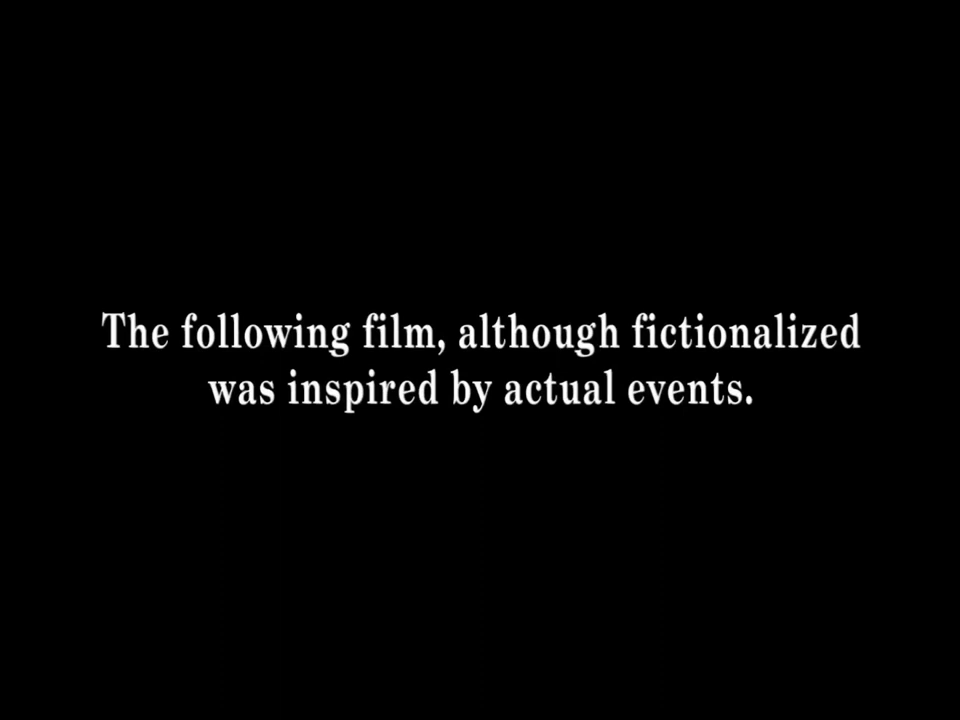 The following film, although fictionalized
was inspired by actual events.